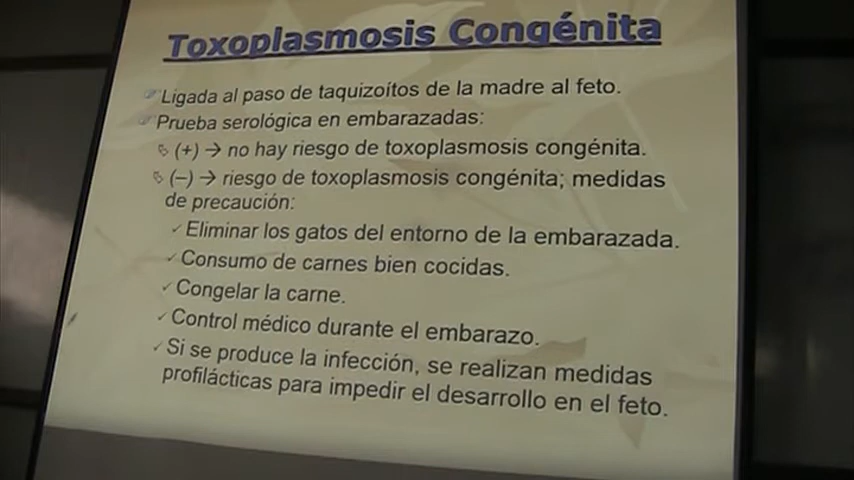 Toxoplasmosis Congénita
Ligada al paso de taquizoítos de la madre al feto.
Prueba serológica en embarazadas:
(+) → no hay riesgo de toxoplasmosis congénita.
(–) → riesgo de toxoplasmosis congénita; medidas
de precaución:
✓ Eliminar los gatos del entorno de la embarazada.
✓ Consumo de carnes bien cocidas.
✓ Congelar la carne.
✓ Control médico durante el embarazo.
✓ Si se produce la infección, se realizan medidas
profilácticas para impedir el desarrollo en el feto.